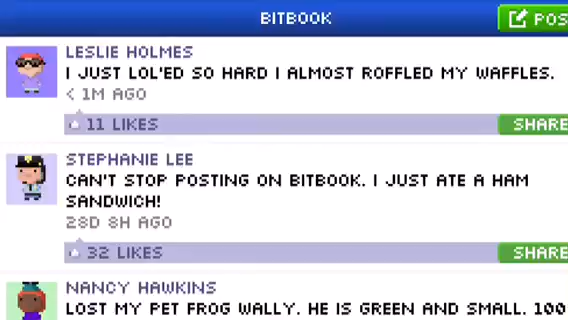 BITBOOK
POS
LESLIE HOLMES
I JUST LOL'ED SO HARD I ALMOST ROFFLED MY WAFFLES.
< 1M AGO
11 LIKES
SHARE
STEPHANIE LEE
CAN'T STOP POSTING ON BITBOOK. I JUST ATE A HAM
SANDWICH!
28D 8H AGO
32 LIKES
SHARE
NANCY HAWKINS
LOST MY PET FROG WALLY. HE IS GREEN AND SMALL. 100